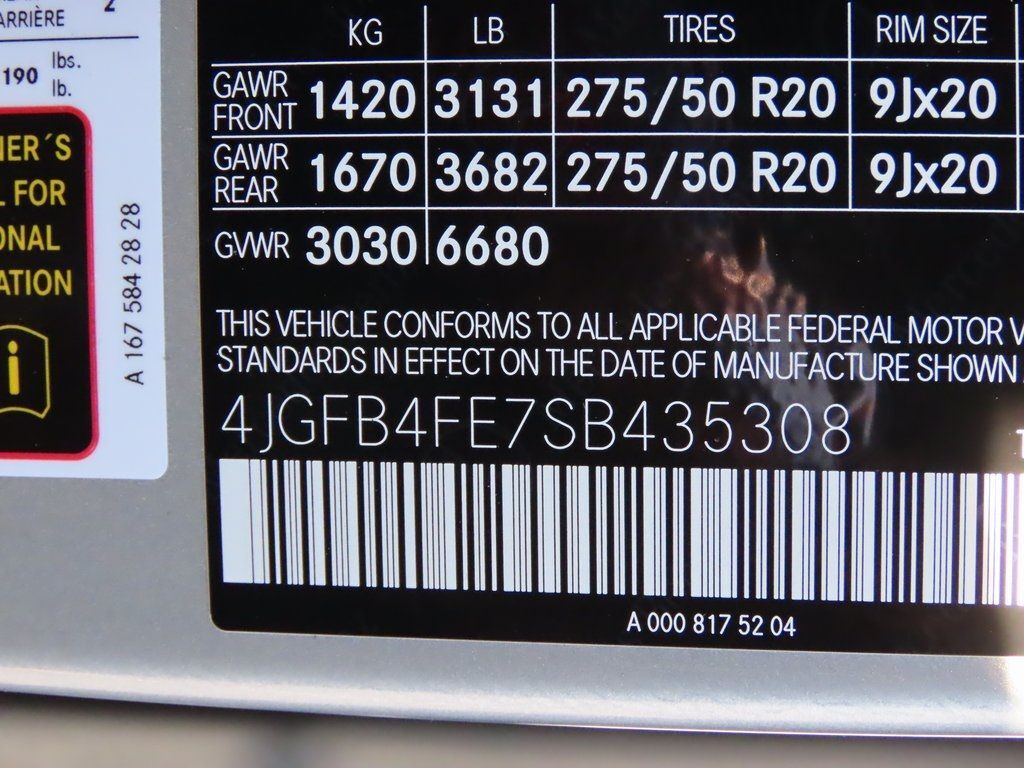 ARRIÈRE 2
190 lbs.
lb.
NER´S
L FOR
ONAL
ATION
i
A 167 584 28 28
KG LB TIRES RIM SIZE
GAWR FRONT 1420 3131 275/50 R20 9Jx20
GAWR REAR 1670 3682 275/50 R20 9Jx20
GVWR 3030 6680
THIS VEHICLE CONFORMS TO ALL APPLICABLE FEDERAL MOTOR V
STANDARDS IN EFFECT ON THE DATE OF MANUFACTURE SHOWN
4JGFB4FE7SB435308
A 000 817 52 04